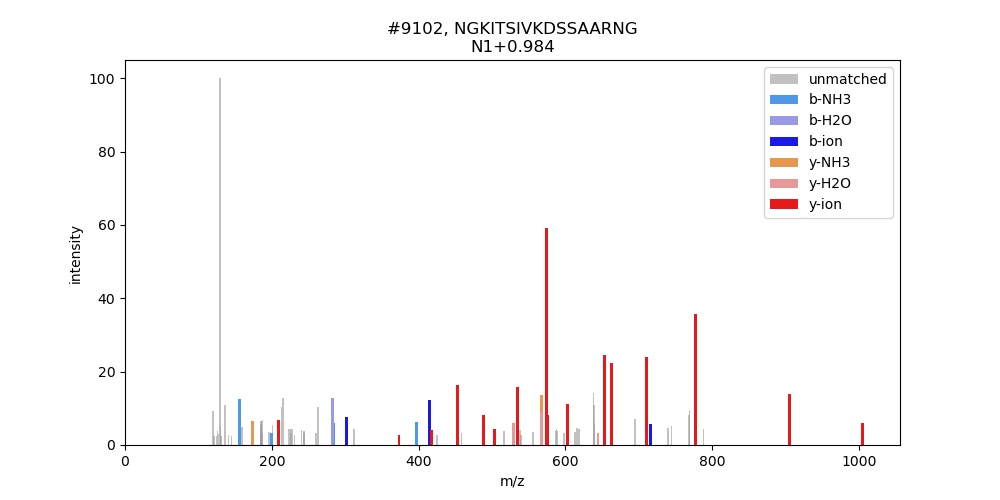 #9102, NGKITSIVKDSSAARNG
N1+0.984
100
80
60
40
20
0
intensity
0
200
400
600
800
1000
m/z
unmatched
b-NH3
b-H2O
b-ion
y-NH3
y-H2O
y-ion